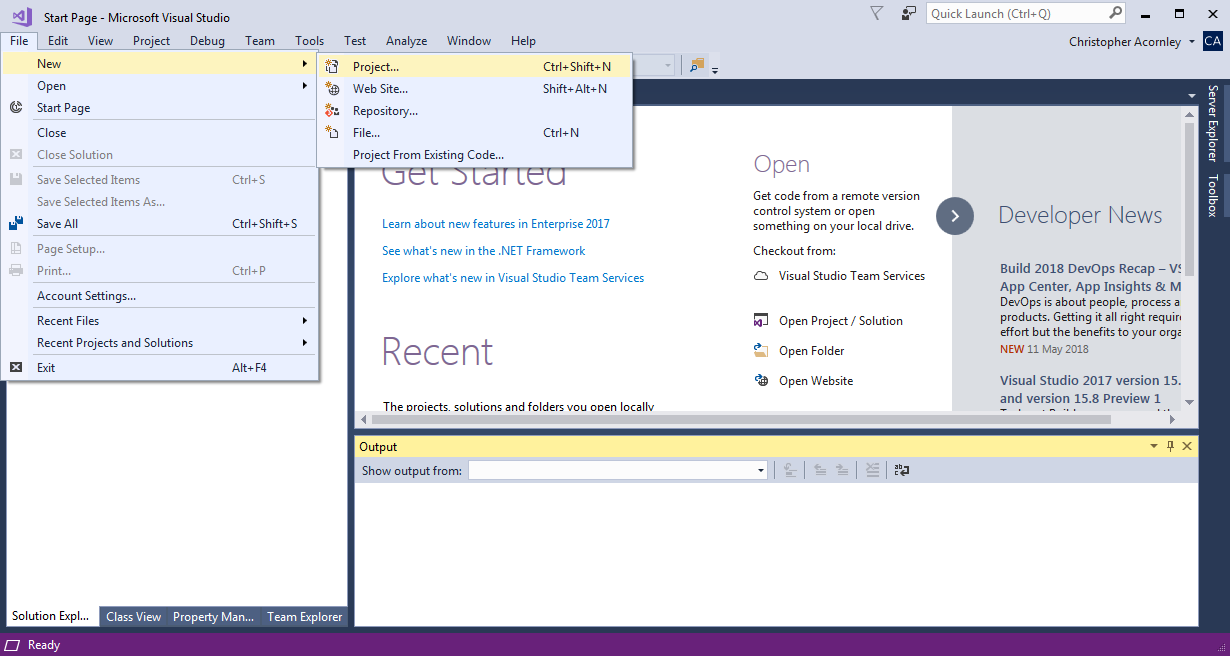 Start Page - Microsoft Visual Studio
Quick Launch (Ctrl+Q)
File Edit View Project Debug Team Tools Test Analyze Window Help
Christopher Acornley CA
New
Open
Start Page
Close
Close Solution
Save Selected Items Ctrl+S
Save Selected Items As...
Save All Ctrl+Shift+S
Page Setup...
Print... Ctrl+P
Account Settings...
Recent Files
Recent Projects and Solutions
Exit Alt+F4
Project... Ctrl+Shift+N
Web Site... Shift+Alt+N
Repository...
File... Ctrl+N
Project From Existing Code...
Get Started
Learn about new features in Enterprise 2017
See what's new in the .NET Framework
Explore what's new in Visual Studio Team Services
Recent
The projects, solutions and folders you open locally
Open
Get code from a remote version
control system or open
something on your local drive.
Checkout from:
Visual Studio Team Services
Open Project / Solution
Open Folder
Open Website
Developer News
Build 2018 DevOps Recap – VS
App Center, App Insights & M
DevOps is about people, process a
products. Getting it all right require
effort but the benefits to your orga
NEW 11 May 2018
Visual Studio 2017 version 15.
and version 15.8 Preview 1
Server Explorer
Toolbox
Output
Show output from:
Solution Expl... Class View Property Man... Team Explorer
Ready